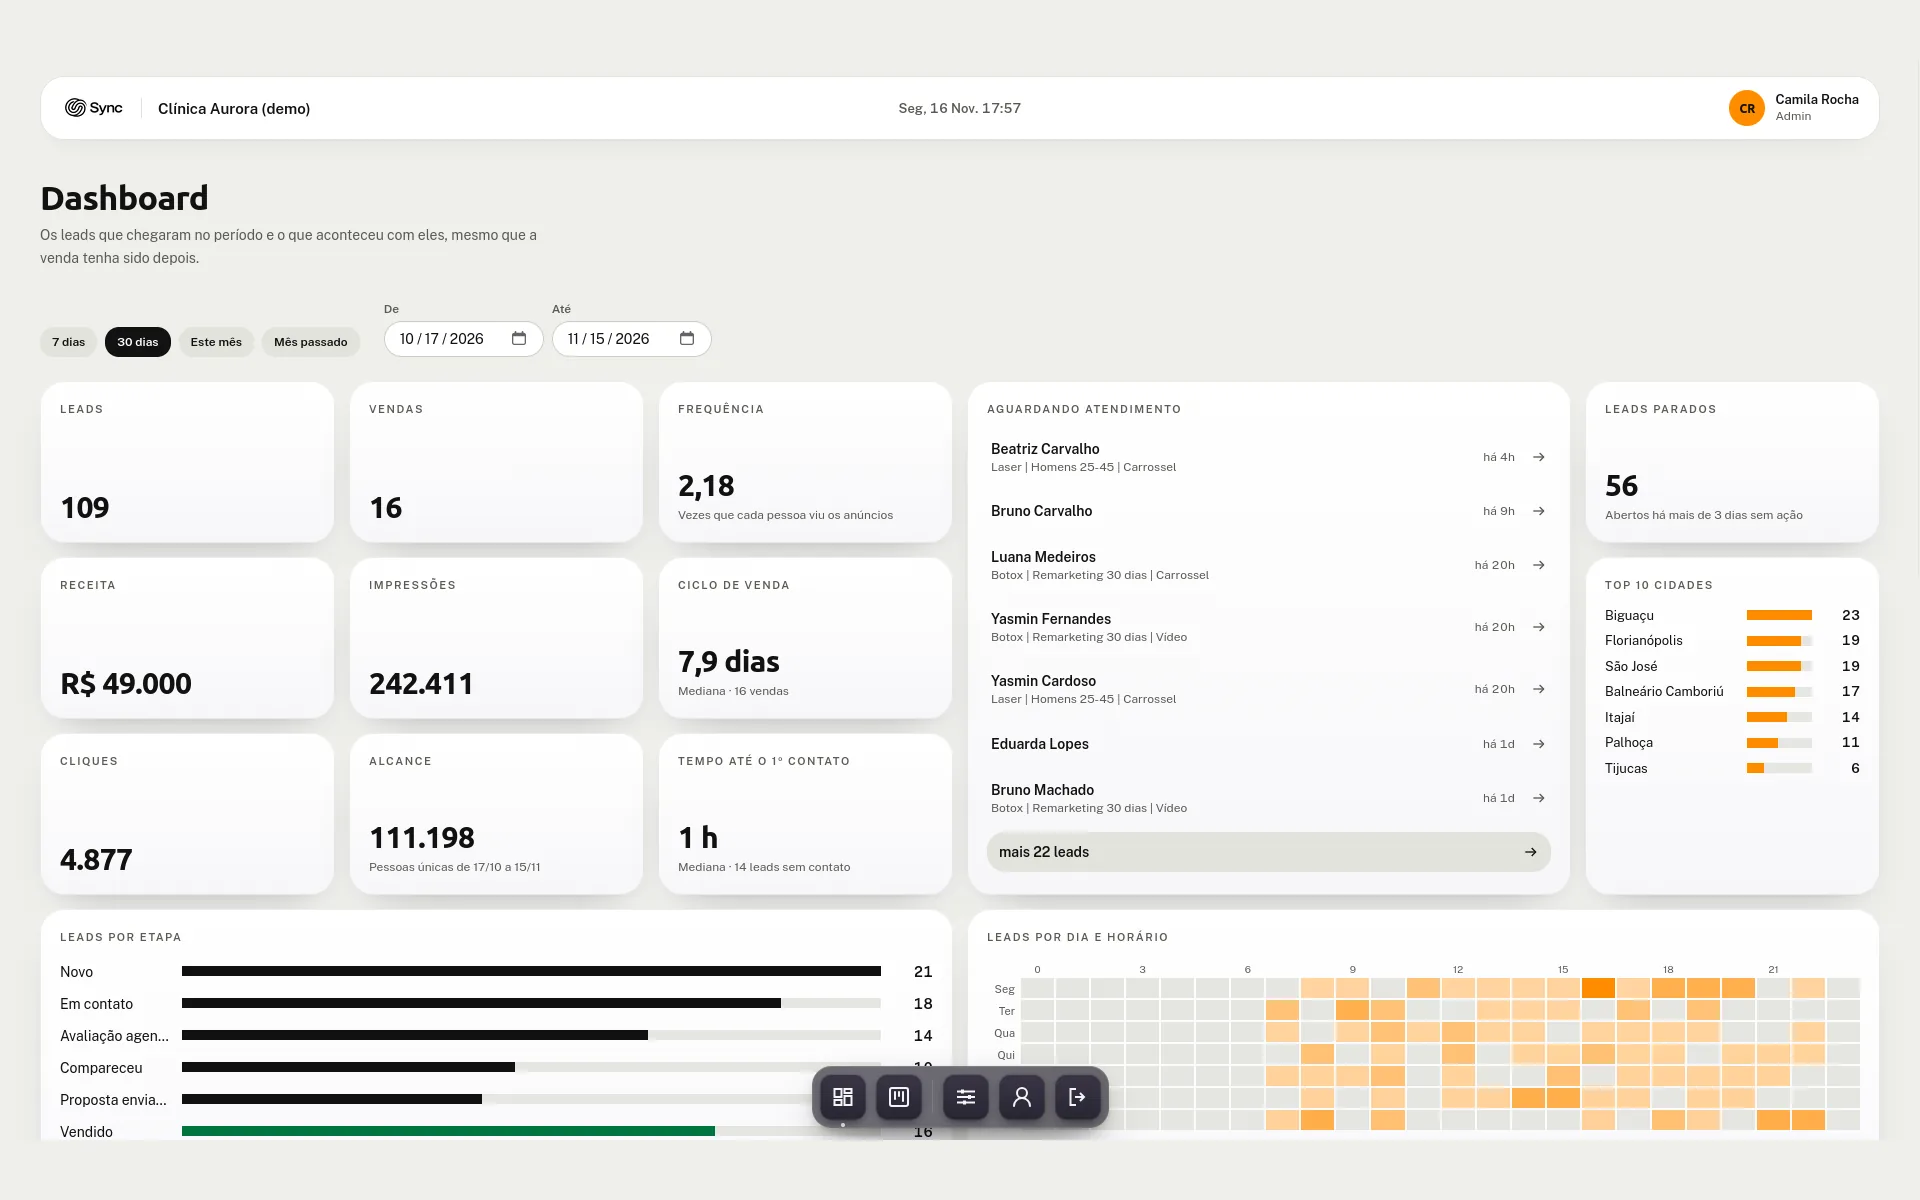 Sync
Clínica Aurora (demo)
Seg, 16 Nov. 17:57
CR
Camila Rocha
Admin
Dashboard
Os leads que chegaram no período e o que aconteceu com eles, mesmo que a
venda tenha sido depois.
7 dias
30 dias
Este mês
Mês passado
De
10 / 17 / 2026
Até
11 / 15 / 2026
LEADS
109
VENDAS
16
FREQUÊNCIA
2,18
Vezes que cada pessoa viu os anúncios
RECEITA
R$ 49.000
IMPRESSÕES
242.411
CICLO DE VENDA
7,9 dias
Mediana · 16 vendas
CLIQUES
4.877
ALCANCE
111.198
Pessoas únicas de 17/10 a 15/11
TEMPO ATÉ O 1º CONTATO
1 h
Mediana · 14 leads sem contato
AGUARDANDO ATENDIMENTO
Beatriz Carvalho
Laser | Homens 25-45 | Carrossel
há 4h
Bruno Carvalho
há 9h
Luana Medeiros
Botox | Remarketing 30 dias | Carrossel
há 20h
Yasmin Fernandes
Botox | Remarketing 30 dias | Vídeo
há 20h
Yasmin Cardoso
Laser | Homens 25-45 | Carrossel
há 20h
Eduarda Lopes
há 1d
Bruno Machado
Botox | Remarketing 30 dias | Vídeo
há 1d
mais 22 leads
LEADS PARADOS
56
Abertos há mais de 3 dias sem ação
TOP 10 CIDADES
Biguaçu 23
Florianópolis 19
São José 19
Balneário Camboriú 17
Itajaí 14
Palhoça 11
Tijucas 6
LEADS POR ETAPA
Novo 21
Em contato 18
Avaliação agen... 14
Compareceu
Proposta envia...
Vendido 16
LEADS POR DIA E HORÁRIO
0 3 6 9 12 15 18 21
Seg
Ter
Qua
Qui